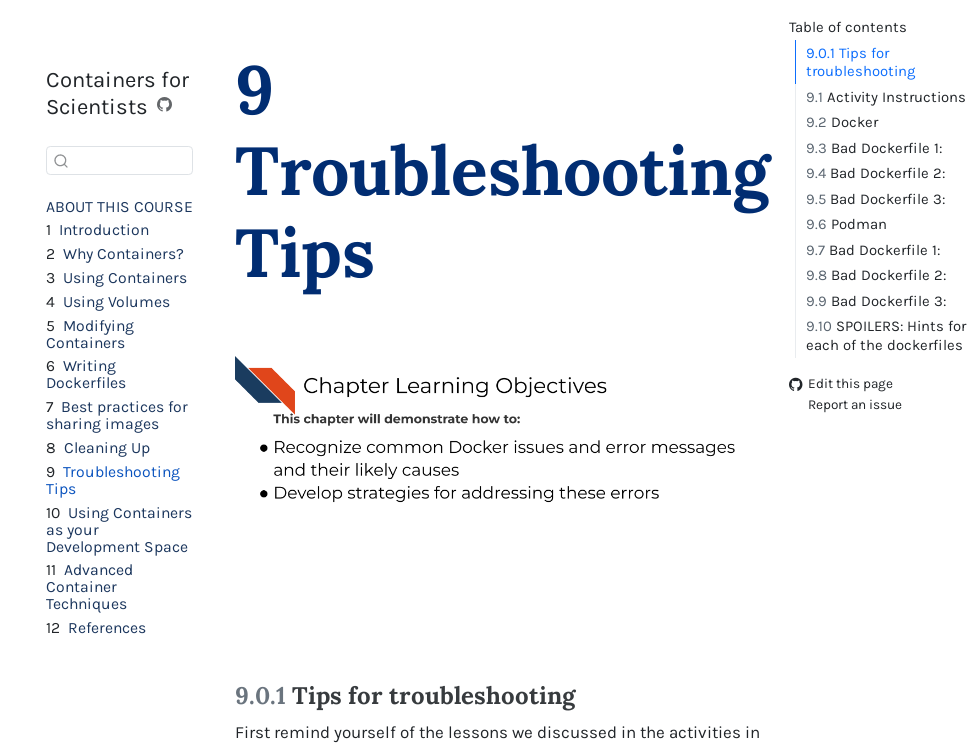 Containers for
Scientists
ABOUT THIS COURSE
1 Introduction
2 Why Containers?
3 Using Containers
4 Using Volumes
5 Modifying
Containers
6 Writing
Dockerfiles
7 Best practices for
sharing images
8 Cleaning Up
9 Troubleshooting
Tips
10 Using Containers
as your
Development Space
11 Advanced
Container
Techniques
12 References
9
Troubleshooting
Tips
Chapter Learning Objectives
This chapter will demonstrate how to:
● Recognize common Docker issues and error messages
and their likely causes
● Develop strategies for addressing these errors
9.0.1 Tips for troubleshooting
First remind yourself of the lessons we discussed in the activities in
Table of contents
9.0.1 Tips for
troubleshooting
9.1 Activity Instructions
9.2 Docker
9.3 Bad Dockerfile 1:
9.4 Bad Dockerfile 2:
9.5 Bad Dockerfile 3:
9.6 Podman
9.7 Bad Dockerfile 1:
9.8 Bad Dockerfile 2:
9.9 Bad Dockerfile 3:
9.10 SPOILERS: Hints for
each of the dockerfiles
Edit this page
Report an issue